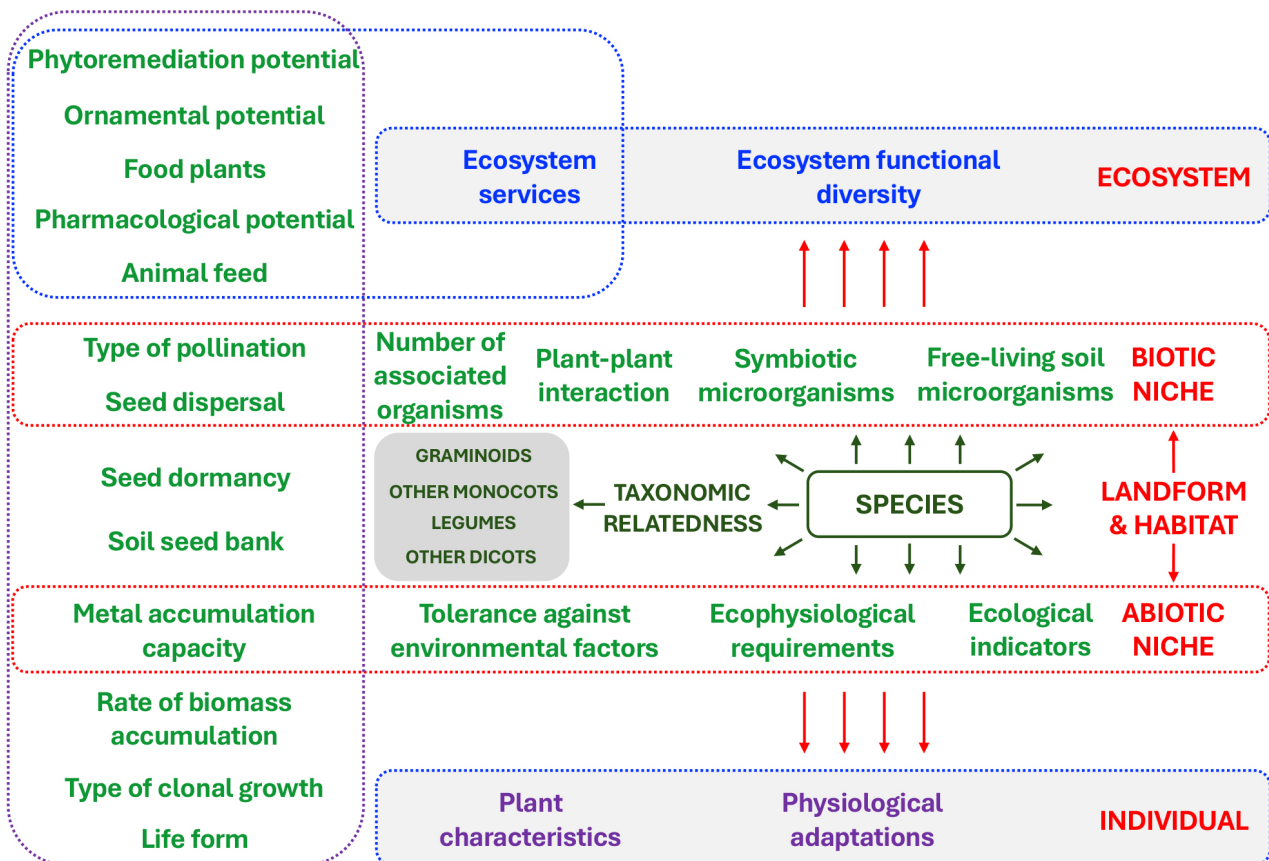 Phytoremediation potential
Ornamental potential
Food plants
Pharmacological potential
Animal feed
Ecosystem
services
Ecosystem functional
diversity
ECOSYSTEM
Type of pollination
Seed dispersal
Number of
associated
organisms
Plant-plant
interaction
Symbiotic
microorganisms
Free-living soil
microorganisms
BIOTIC
NICHE
Seed dormancy
Soil seed bank
GRAMINOIDS
OTHER MONOCOTS
LEGUMES
OTHER DICOTS
TAXONOMIC
RELATEDNESS
SPECIES
LANDFORM
& HABITAT
Metal accumulation
capacity
Tolerance against
environmental factors
Ecophysiological
requirements
Ecological
indicators
ABIOTIC
NICHE
Rate of biomass
accumulation
Type of clonal growth
Life form
Plant
characteristics
Physiological
adaptations
INDIVIDUAL